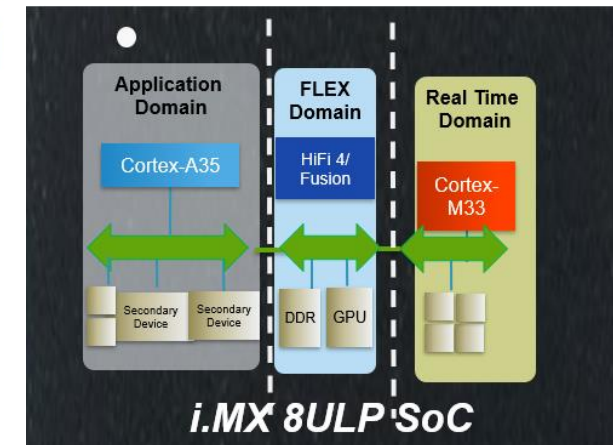 Application
Domain
Cortex-A35
Secondary
Device
Secondary
Device
FLEX
Domain
HiFi 4/
Fusion
DDR
GPU
Real Time
Domain
Cortex-
M33
i.MX 8ULP SoC